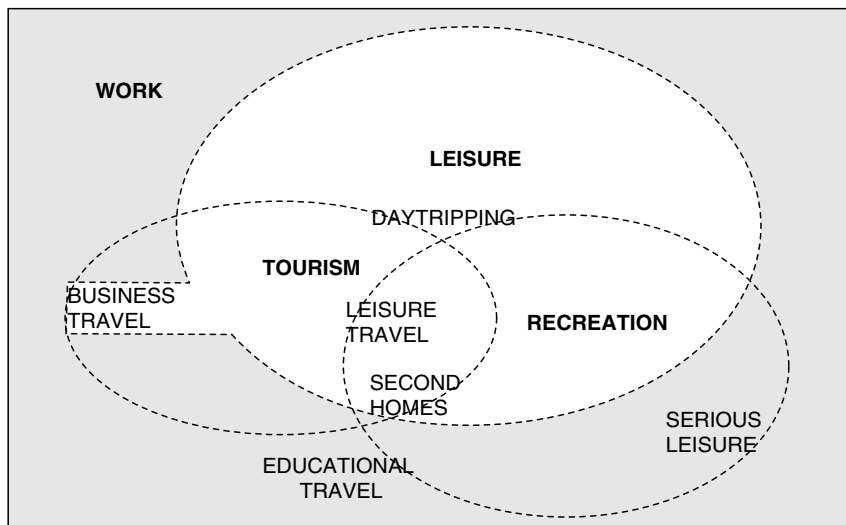 WORK
LEISURE
DAYTRIPPING
TOURISM
BUSINESS
TRAVEL
LEISURE
TRAVEL
RECREATION
SECOND
HOMES
SERIOUS
LEISURE
EDUCATIONAL
TRAVEL